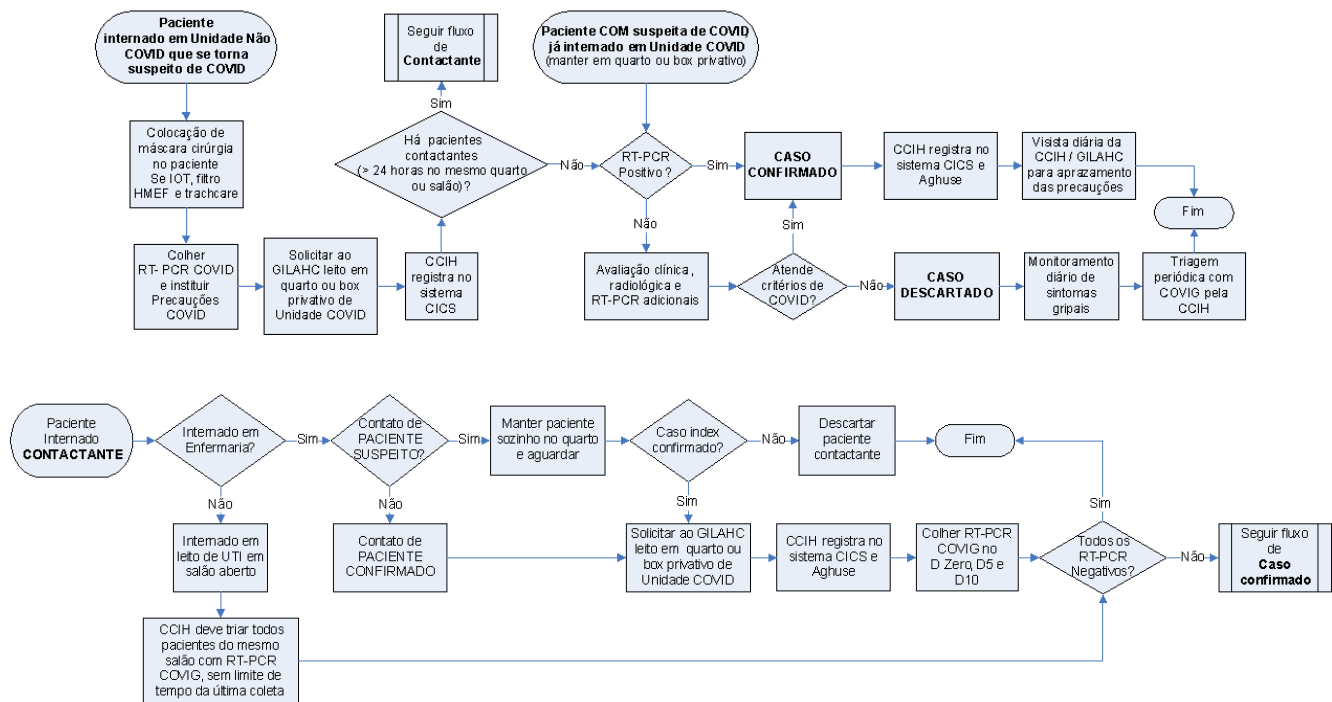 Paciente
internado em Unidade Não
COVID que se torna
suspeito de COVID
Colocação de
máscara cirúrgia
no paciente
Se IOT, filtro
HMEF e trachcare
Colher
RT- PCR COVID
e instituir
Precauções
COVID
Solicitar ao
GILAHC leito em
quarto ou box
privativo de
Unidade COVID
CCIH
registra no
sistema
CICS
Há pacientes
contactantes
(> 24 horas no mesmo quarto
ou salão)?
Sim
Seguir fluxo
de
Contactante
Não
Paciente COM suspeita de COVID,
já internado em Unidade COVID
(manter em quarto ou box privativo)
RT-PCR
Positivo ?
Sim
Não
CASO
CONFIRMADO
CCIH registra no
sistema CICS e
Aghuse
Visista diária da
CCIH / GILAHC
para aprazamento
das precauções
Fim
Avaliação clínica ,
radiológica e
RT-PCR adicionais
Atende
critérios de
COVID?
Sim
Não
CASO
DESCARTADO
Monitoramento
diário de
sintomas
gripais
Triagem
periódica com
COVIG pela
CCIH
Paciente
Internado
CONTACTANTE
Internado em
Enfermaria?
Sim
Não
Contato de
PACIENTE
SUSPEITO?
Sim
Não
Manter paciente
sozinho no quarto
e aguardar
Caso index
confirmado?
Não
Sim
Descartar
paciente
contactante
Fim
Internado em
leito de UTI em
salão aberto
Contato de
PACIENTE
CONFIRMADO
Solicitar ao GILAHC
leito em quarto ou
box privativo de
Unidade COVID
CCIH registra no
sistema CICS e
Aghuse
Colher RT-PCR
COVIG no
D Zero, D5 e
D10
Todos os
RT-PCR
Negativos?
Sim
Não
Seguir fluxo
de
Caso
confirmado
CCIH deve triar todos
pacientes do mesmo
salão com RT-PCR
COVIG, sem limite de
tempo da última coleta